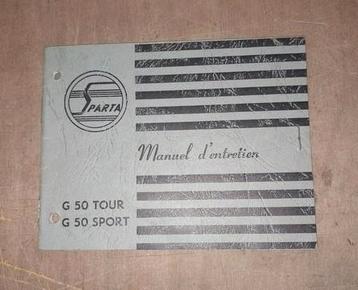 SPARTA
Manuel d'entretien
G 50 TOUR
G 50 SPORT